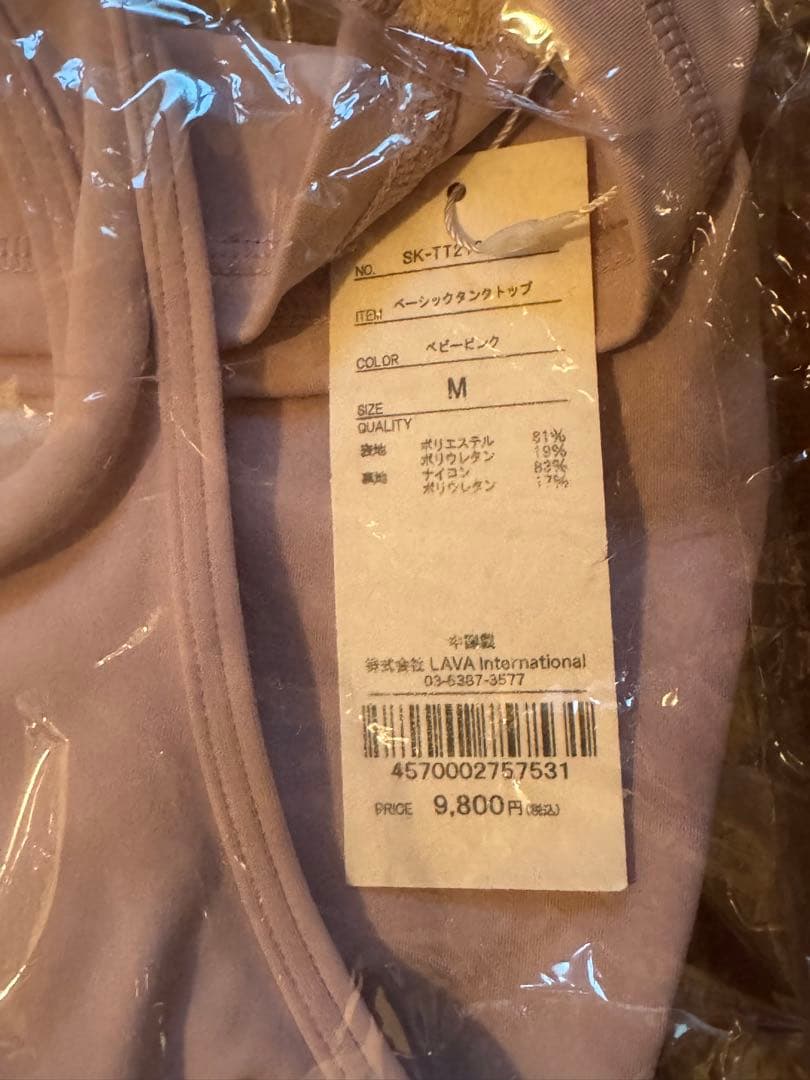 NO. SK-TT21
ITEM ベーシックタンクトップ
COLOR ベビーピンク
SIZE M
QUALITY
表地 ポリエステル 81%
ポリウレタン 19%
裏地 ナイロン 83%
ポリウレタン 17%
中国製
株式会社 LAVA International
03-6387-3577
4570002757531
PRICE 9,800円(税込)